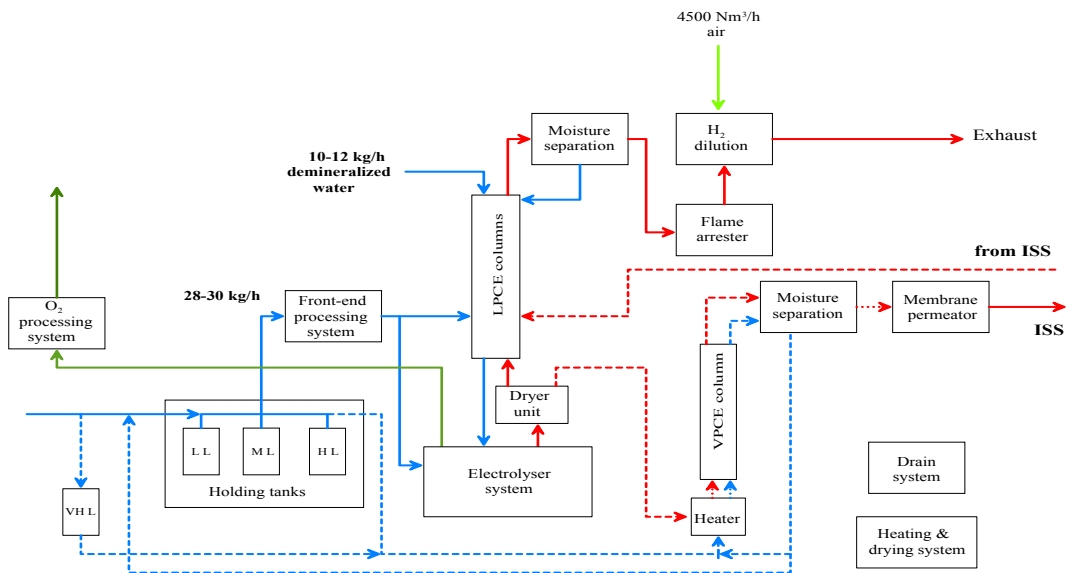 4500 Nm³/h
air
Moisture
separation
H₂
dilution
Exhaust
10-12 kg/h
demineralized
water
LPCE columns
Flame
arrester
from ISS
28-30 kg/h
Front-end
processing
system
O₂
processing
system
Moisture
separation
Membrane
permeator
ISS
VPCE column
Dryer
unit
L L
M L
H L
Holding tanks
Electrolyser
system
VH L
Heater
Drain
system
Heating &
drying system